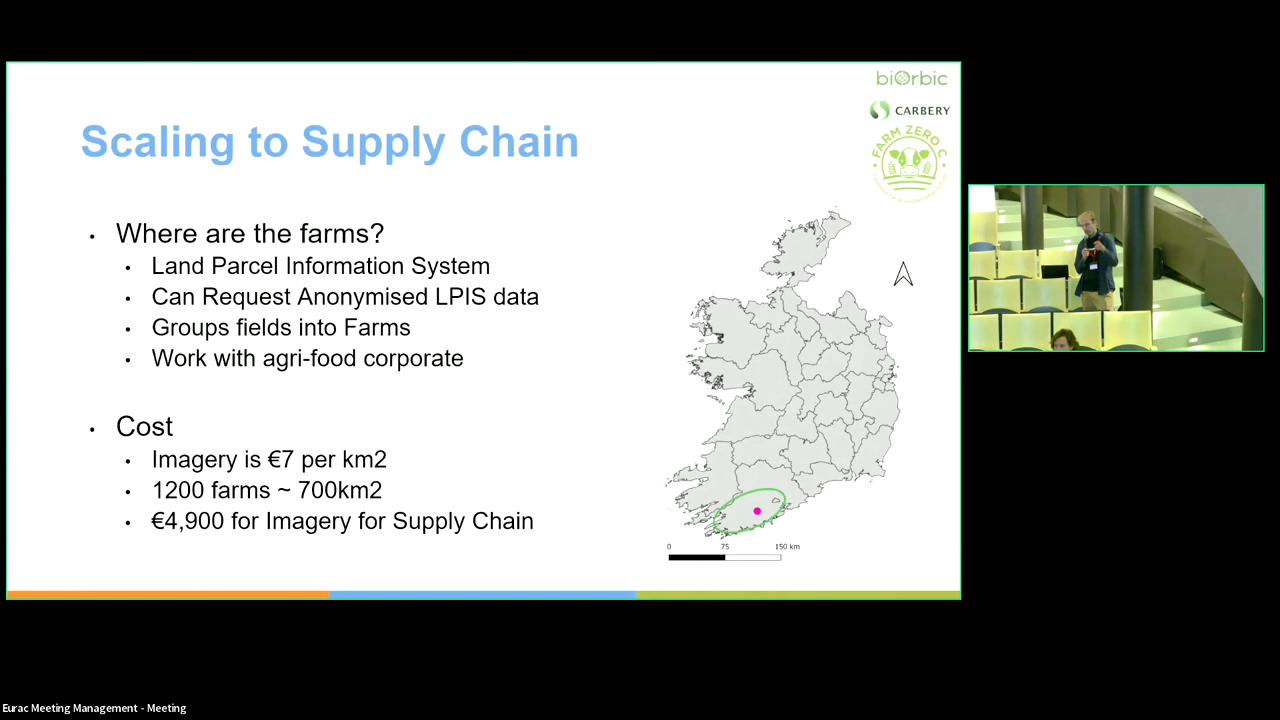 biOrbic
CARBERY
FARM ZERO C
Scaling to Supply Chain
Where are the farms?
Land Parcel Information System
Can Request Anonymised LPIS data
Groups fields into Farms
Work with agri-food corporate
Cost
Imagery is €7 per km2
1200 farms ~ 700km2
€4,900 for Imagery for Supply Chain
0 75 150 km
Eurac Meeting Management - Meeting